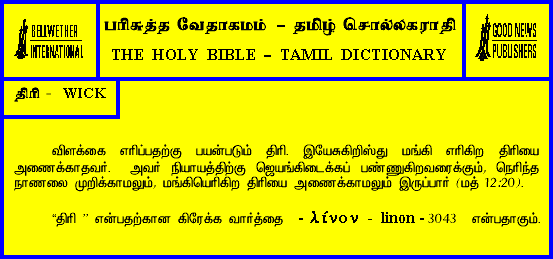 BELLWETHER
INTERNATIONAL
பரிசுத்த வேதாகமம் – தமிழ் சொல்லகராதி
THE HOLY BIBLE – TAMIL DICTIONARY
GOOD NEWS
PUBLISHERS
திரி - WICK
விளக்கை எரிப்பதற்கு பயன்படும் திரி. இயேசுகிறிஸ்து மங்கி எரிகிற திரியை
அணைக்காதவர். அவர் நியாயத்திற்கு ஜெயங்கிடைக்கப் பண்ணுகிறவரைக்கும், நெரிந்த
நாணலை முறிக்காமலும், மங்கியெரிகிற திரியை அணைக்காமலும் இருப்பார் (மத் 12:20).
“திரி ” என்பதற்கான கிரேக்க வார்த்தை - λίνον - linon - 3043 என்பதாகும்.